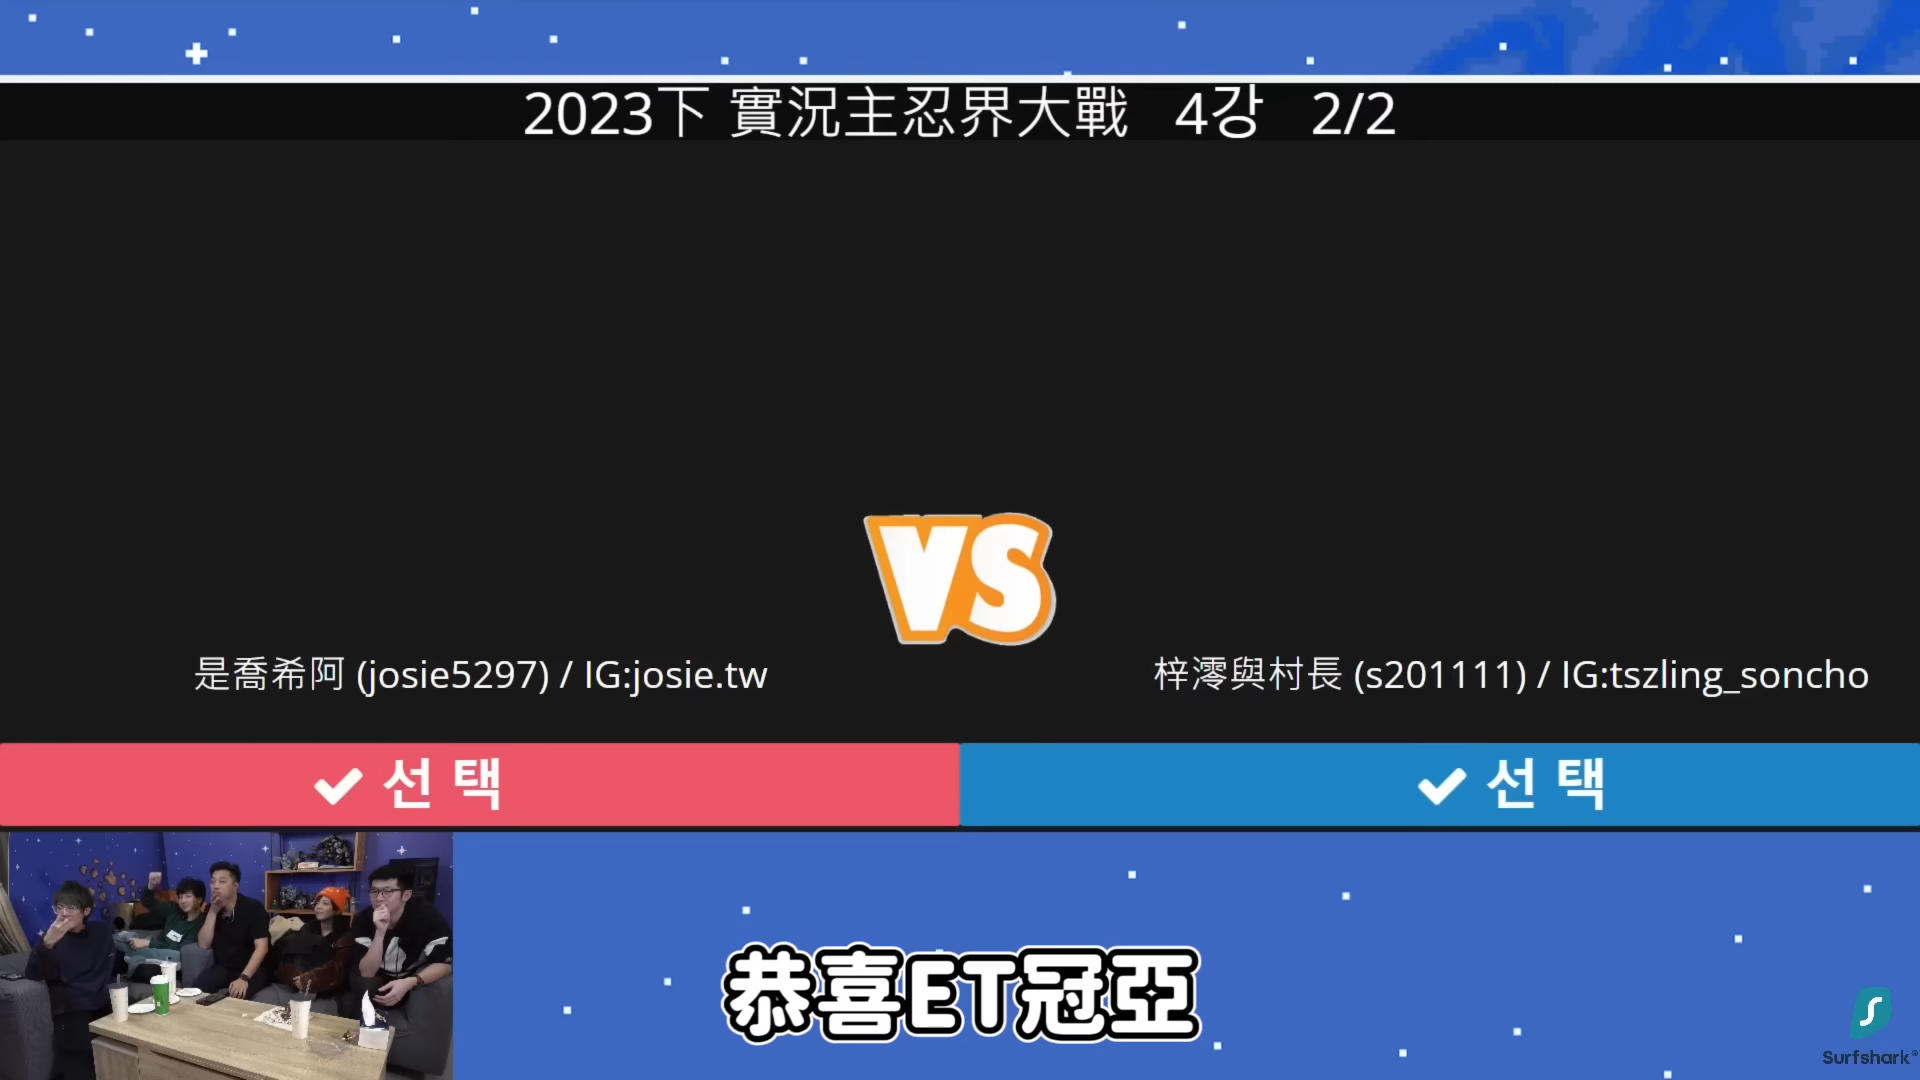 2023下 實況主忍界大戰 4강 2/2
VS
是喬希阿 (josie5297) / IG:josie.tw
梓澪與村長 (s201111) / IG:tszling_soncho
선택
선택
恭喜ET冠亞
Surfshark®